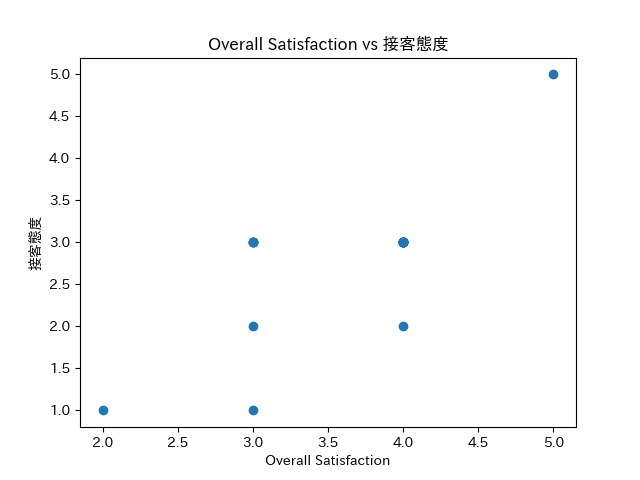 Overall Satisfaction vs 接客態度
5.0
4.5
4.0
3.5
3.0
2.5
2.0
1.5
1.0
接客態度
2.0 2.5 3.0 3.5 4.0 4.5 5.0
Overall Satisfaction